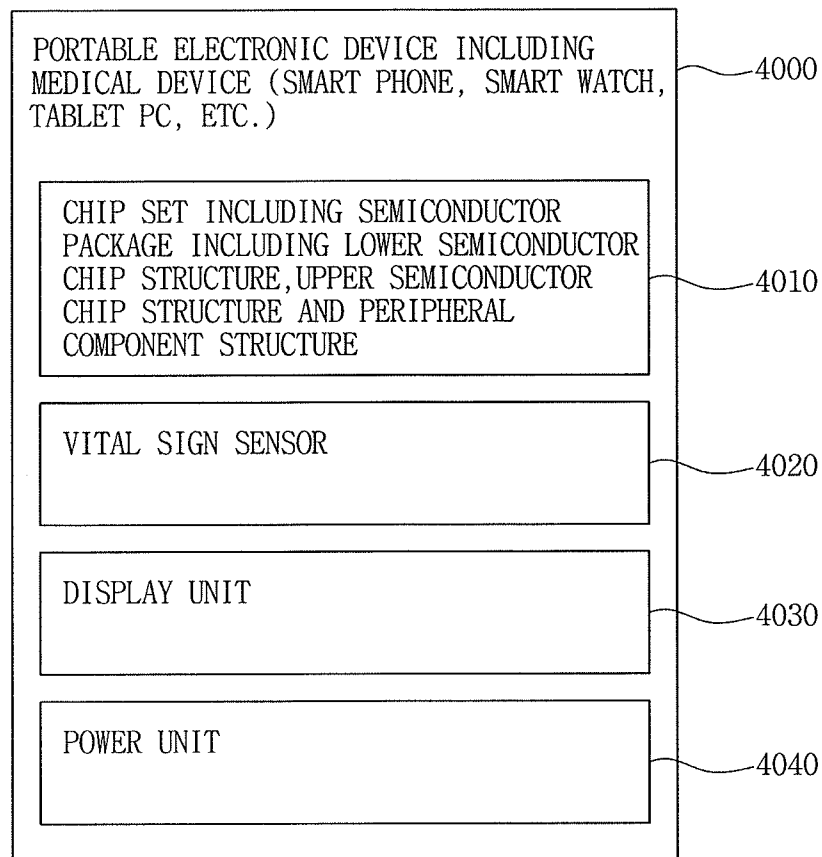 PORTABLE ELECTRONIC DEVICE INCLUDING
MEDICAL DEVICE (SMART PHONE, SMART WATCH,
TABLET PC, ETC.)
4000
CHIP SET INCLUDING SEMICONDUCTOR
PACKAGE INCLUDING LOWER SEMICONDUCTOR
CHIP STRUCTURE,UPPER SEMICONDUCTOR
CHIP STRUCTURE AND PERIPHERAL
COMPONENT STRUCTURE
4010
VITAL SIGN SENSOR
4020
DISPLAY UNIT
4030
POWER UNIT
4040